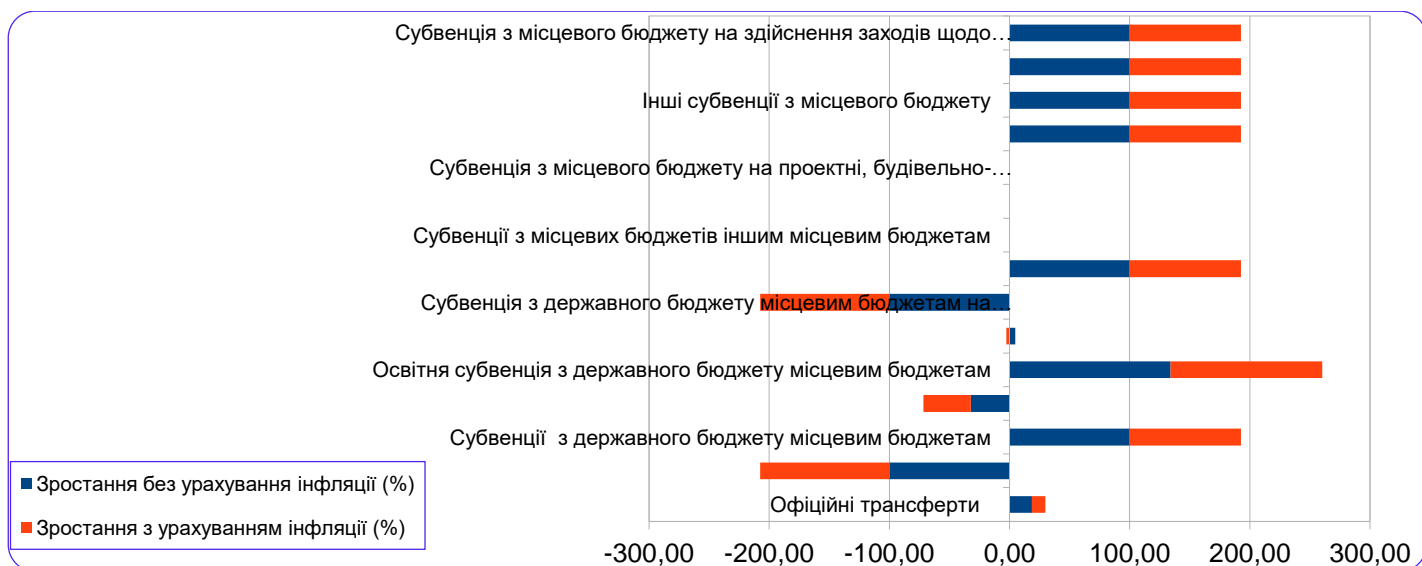 Субвенція з місцевого бюджету на здійснення заходів щодо…
Інші субвенції з місцевого бюджету
Субвенція з місцевого бюджету на проектні, будівельно-…
Субвенції з місцевих бюджетів іншим місцевим бюджетам
Субвенція з державного бюджету місцевим бюджетам на…
Освітня субвенція з державного бюджету місцевим бюджетам
Субвенції  з державного бюджету місцевим бюджетам
Офіційні трансферти
Зростання без урахування інфляції (%)
Зростання з урахуванням інфляції (%)
-300,00 -200,00 -100,00 0,00 100,00 200,00 300,00